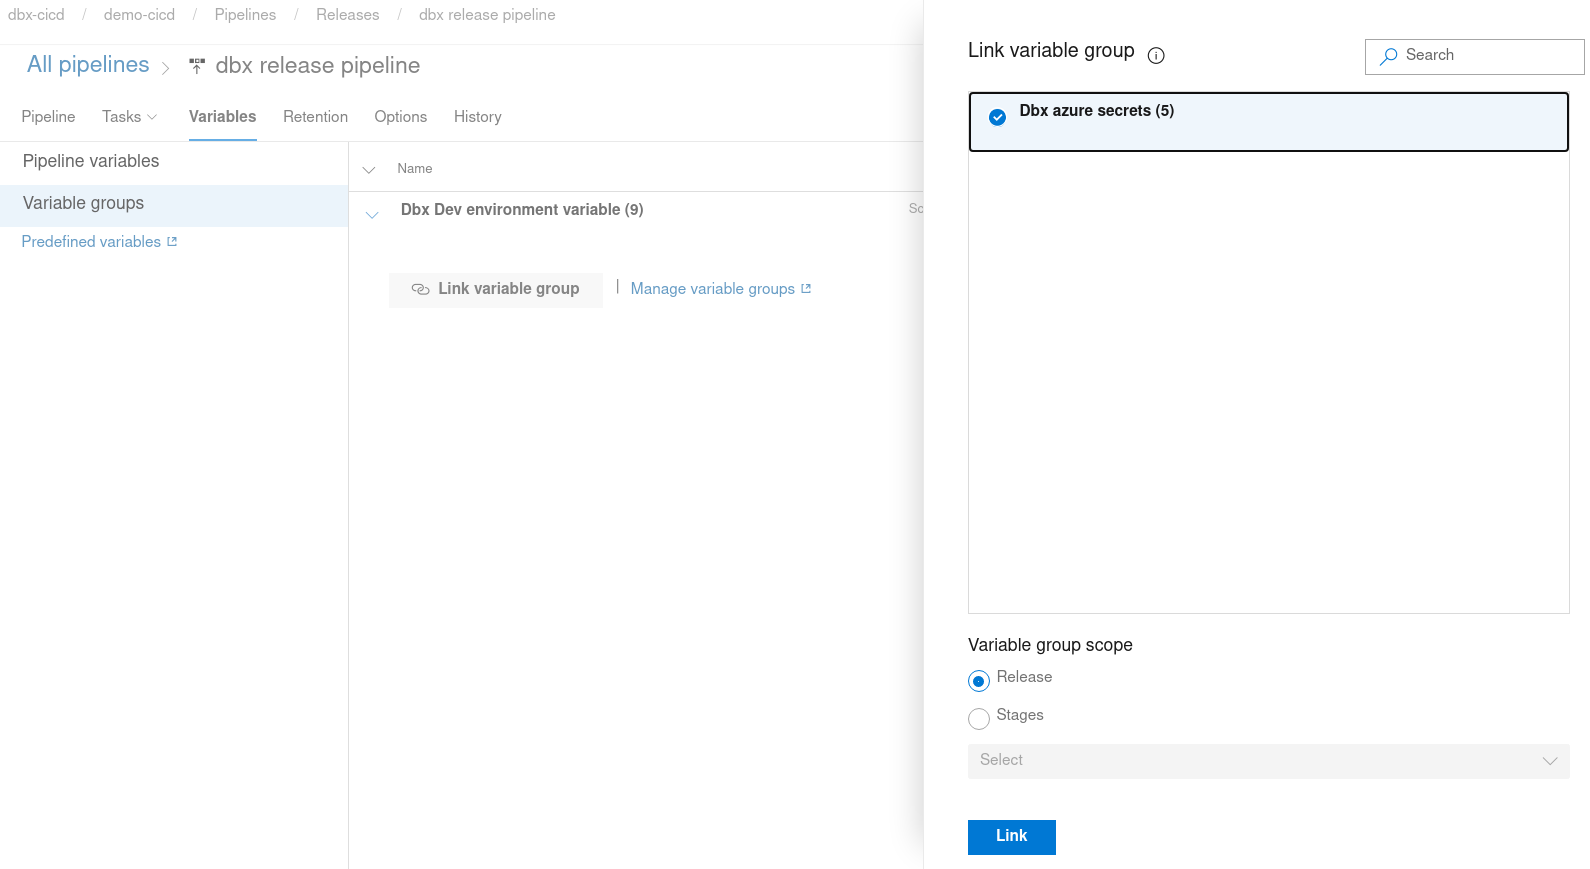 dbx-cicd / demo-cicd / Pipelines / Releases / dbx release pipeline
All pipelines > dbx release pipeline
Pipeline Tasks Variables Retention Options History
Pipeline variables
Variable groups
Predefined variables
Name
Dbx Dev environment variable (9)
Sc
Link variable group | Manage variable groups
Link variable group
Search
Dbx azure secrets (5)
Variable group scope
Release
Stages
Select
Link